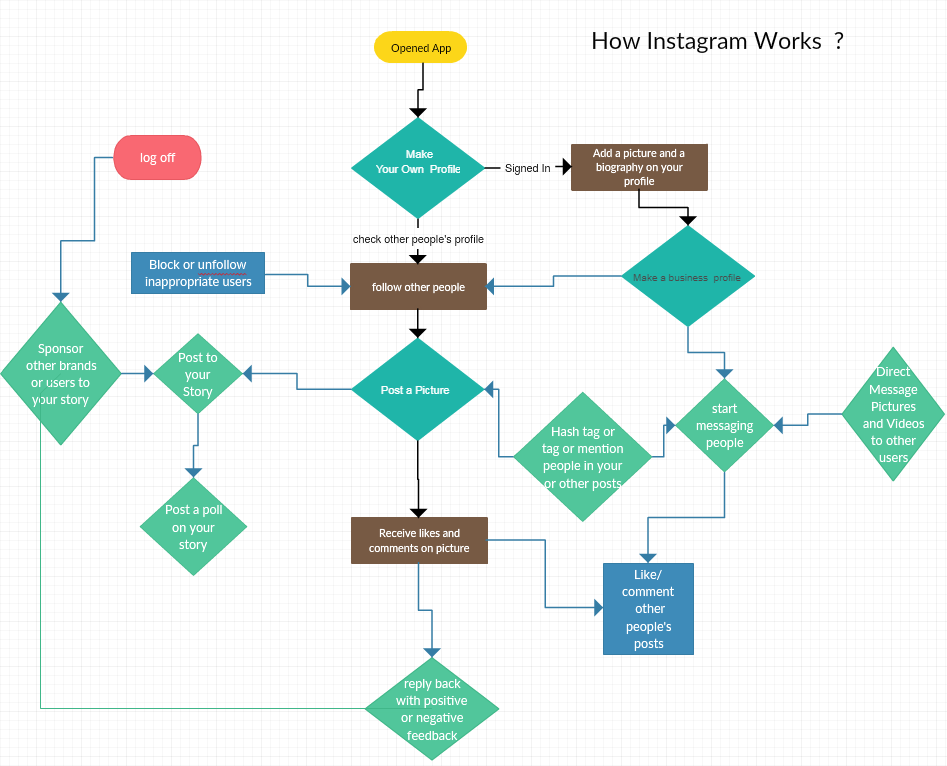 How Instagram Works ?
Opened App
Make
Your Own Profile
Signed In
Add a picture and a
biography on your
profile
log off
check other people's profile
Block or unfollow
inappropriate users
follow other people
Make a business profile
Sponsor
other brands
or users to
your story
Post to
your
Story
Post a Picture
Hash tag or
tag or mention
people in your
or other posts
start
messaging
people
Direct
Message
Pictures
and Videos
to other
users
Post a poll
on your
story
Receive likes and
comments on picture
Like/
comment
other
people's
posts
reply back
with positive
or negative
feedback